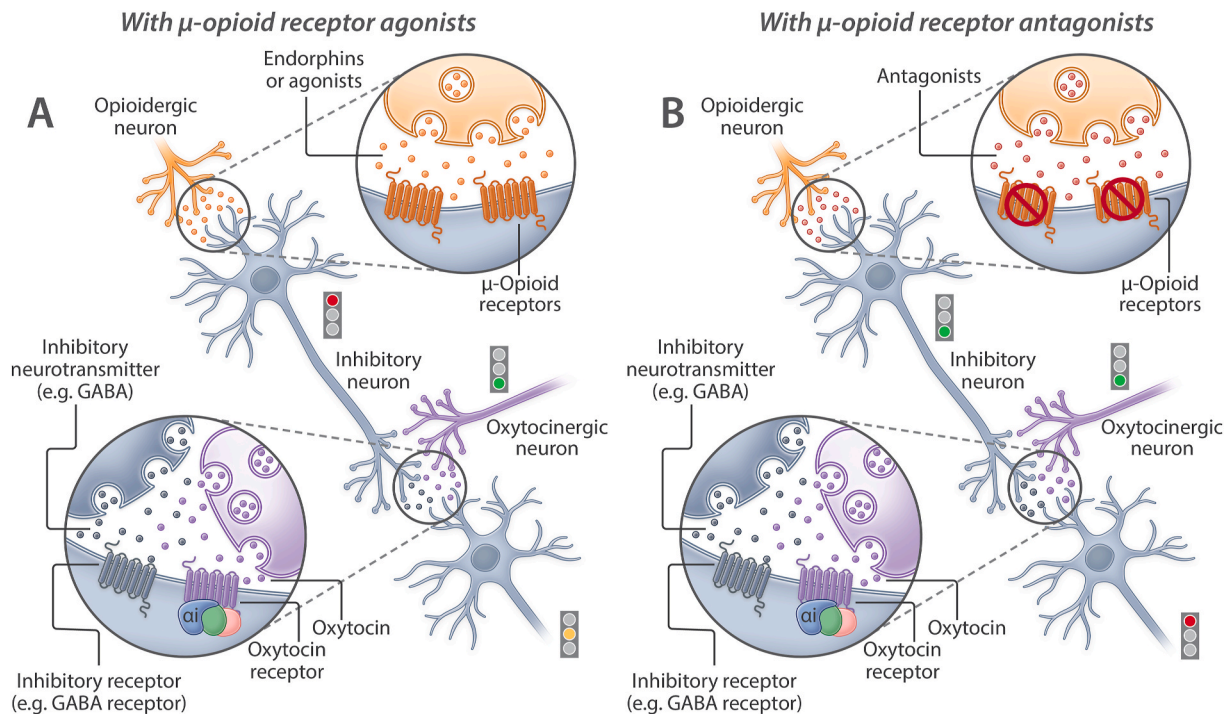 With μ-opioid receptor agonists
A
Endorphins
or agonists
Opioidergic
neuron
μ-Opioid
receptors
Inhibitory
neurotransmitter
(e.g. GABA)
Inhibitory
neuron
Oxytocinergic
neuron
αi
Oxytocin
Oxytocin
receptor
Inhibitory receptor
(e.g. GABA receptor)
With μ-opioid receptor antagonists
B
Antagonists
Opioidergic
neuron
μ-Opioid
receptors
Inhibitory
neurotransmitter
(e.g. GABA)
Inhibitory
neuron
Oxytocinergic
neuron
αi
Oxytocin
Oxytocin
receptor
Inhibitory receptor
(e.g. GABA receptor)